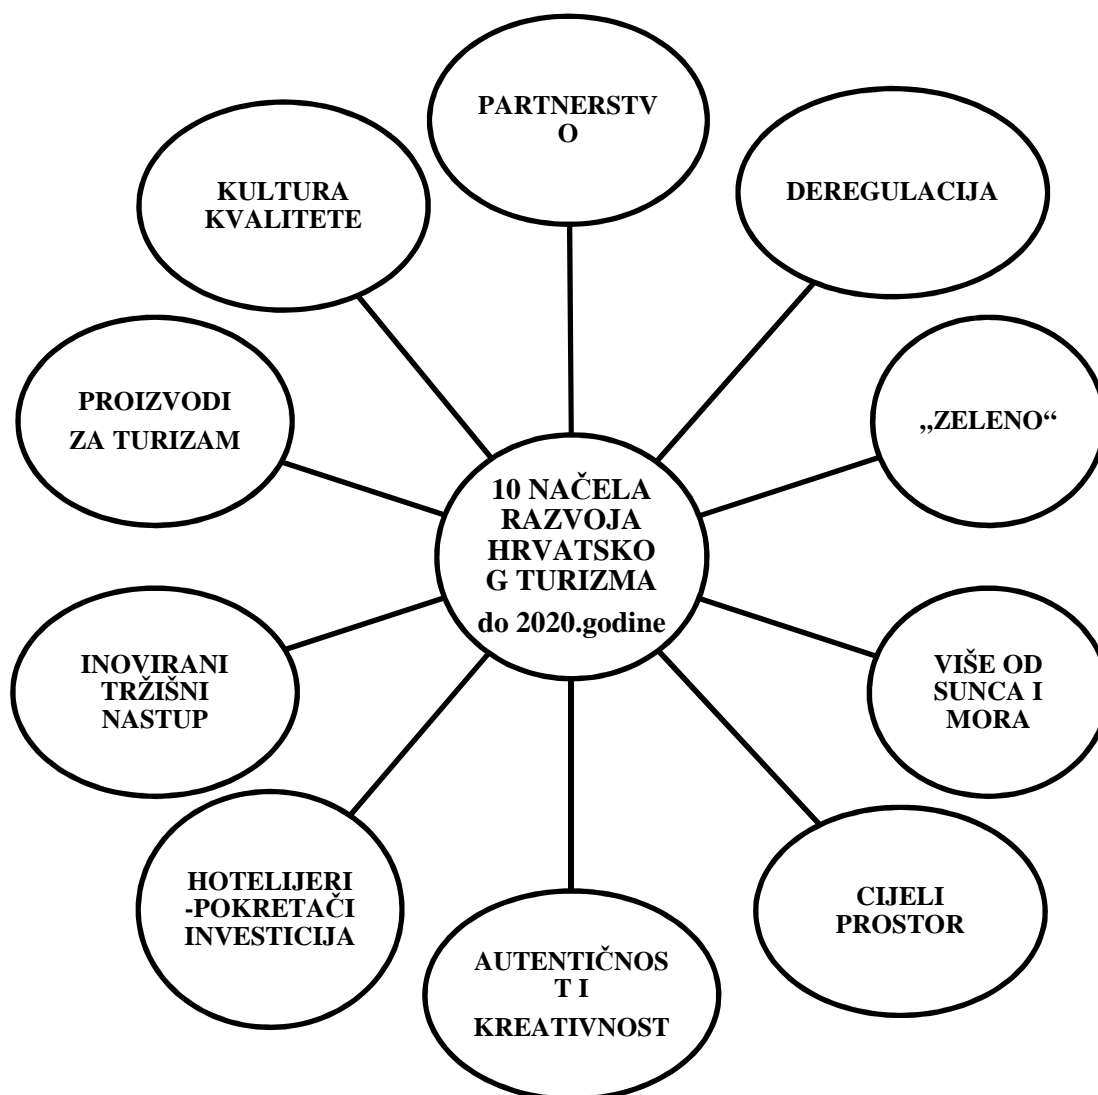 PARTNERSTV
O
DEREGULACIJA
„ZELENO“
VIŠE OD
SUNCA I
MORA
CIJELI
PROSTOR
AUTENTIČNOS
T I
KREATIVNOST
HOTELIJERI
-POKRETAČI
INVESTICIJA
INOVIRANI
TRŽIŠNI
NASTUP
PROIZVODI
ZA TURIZAM
KULTURA
KVALITETE
10 NAČELA
RAZVOJA
HRVATSKO
G TURIZMA
do 2020.godine